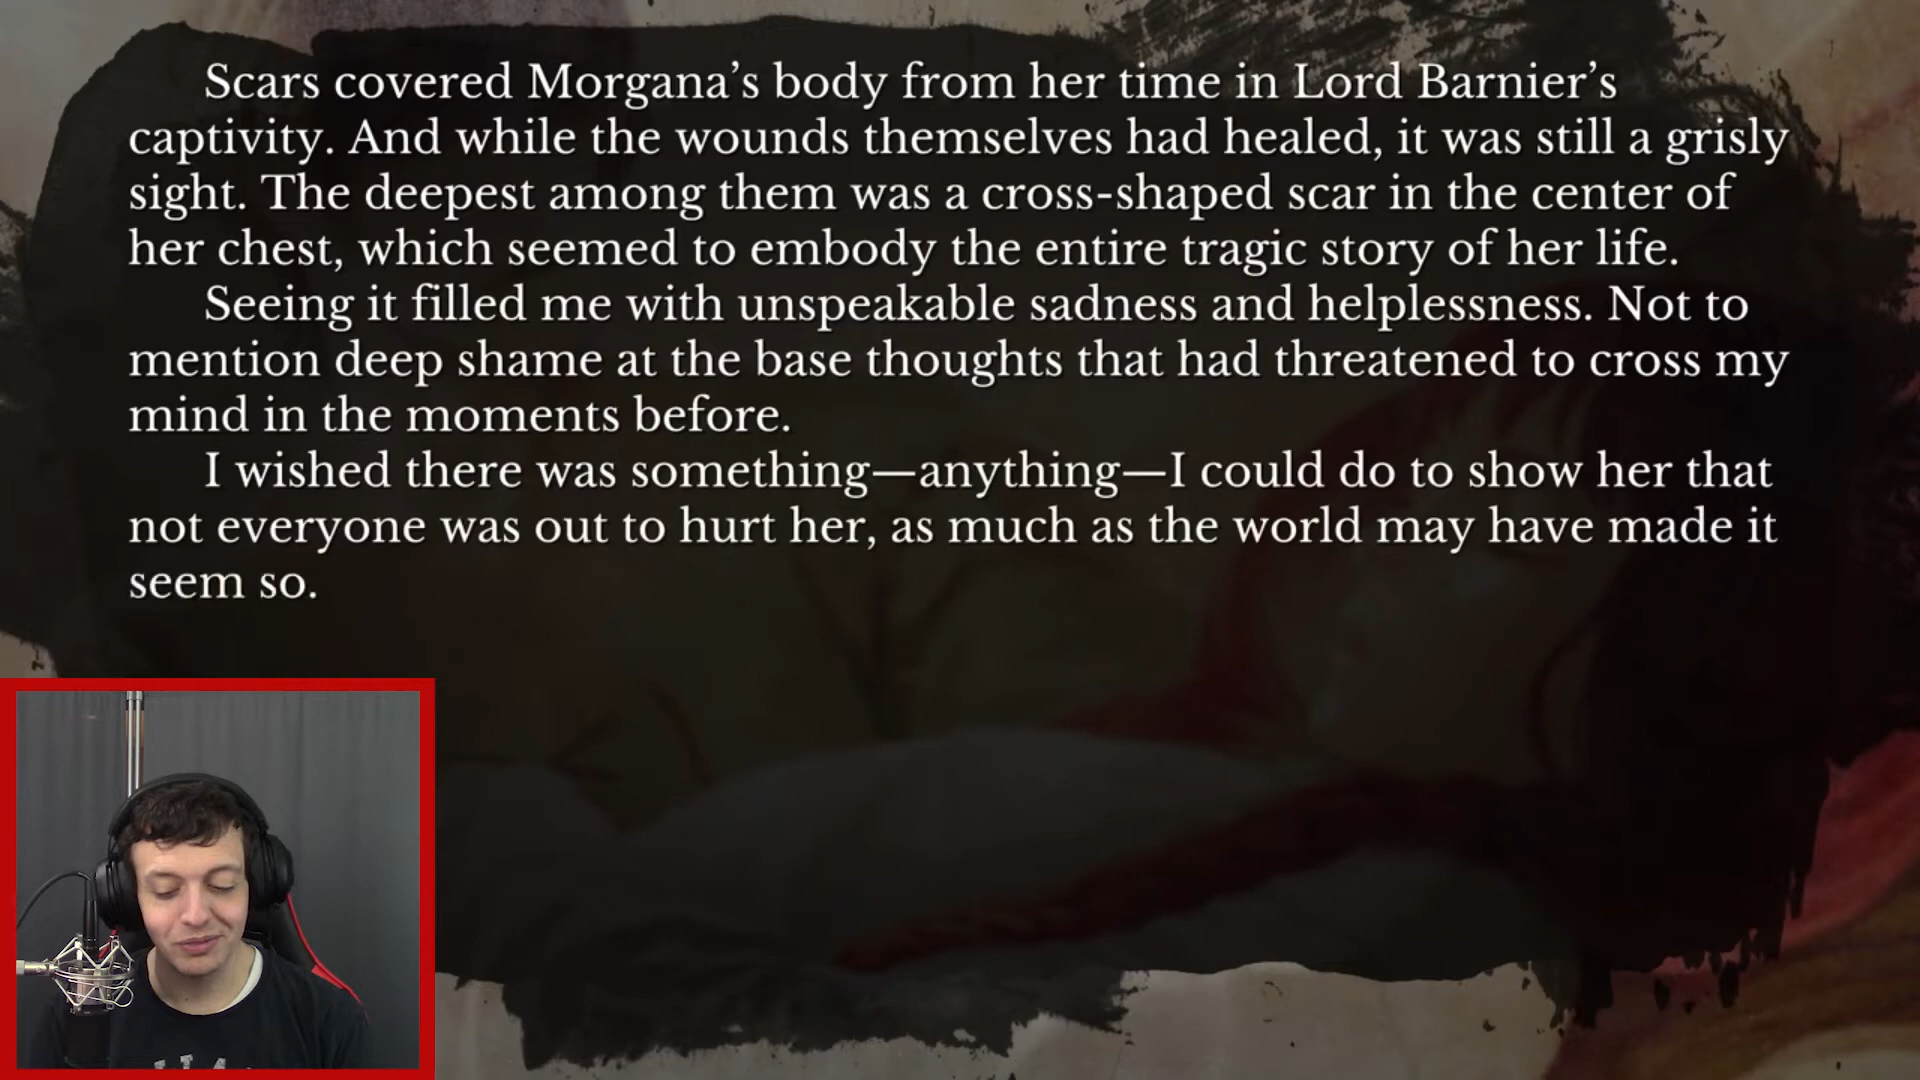 Scars covered Morgana’s body from her time in Lord Barnier’s
captivity. And while the wounds themselves had healed, it was still a grisly
sight. The deepest among them was a cross-shaped scar in the center of
her chest, which seemed to embody the entire tragic story of her life.
Seeing it filled me with unspeakable sadness and helplessness. Not to
mention deep shame at the base thoughts that had threatened to cross my
mind in the moments before.
I wished there was something—anything—I could do to show her that
not everyone was out to hurt her, as much as the world may have made it
seem so.